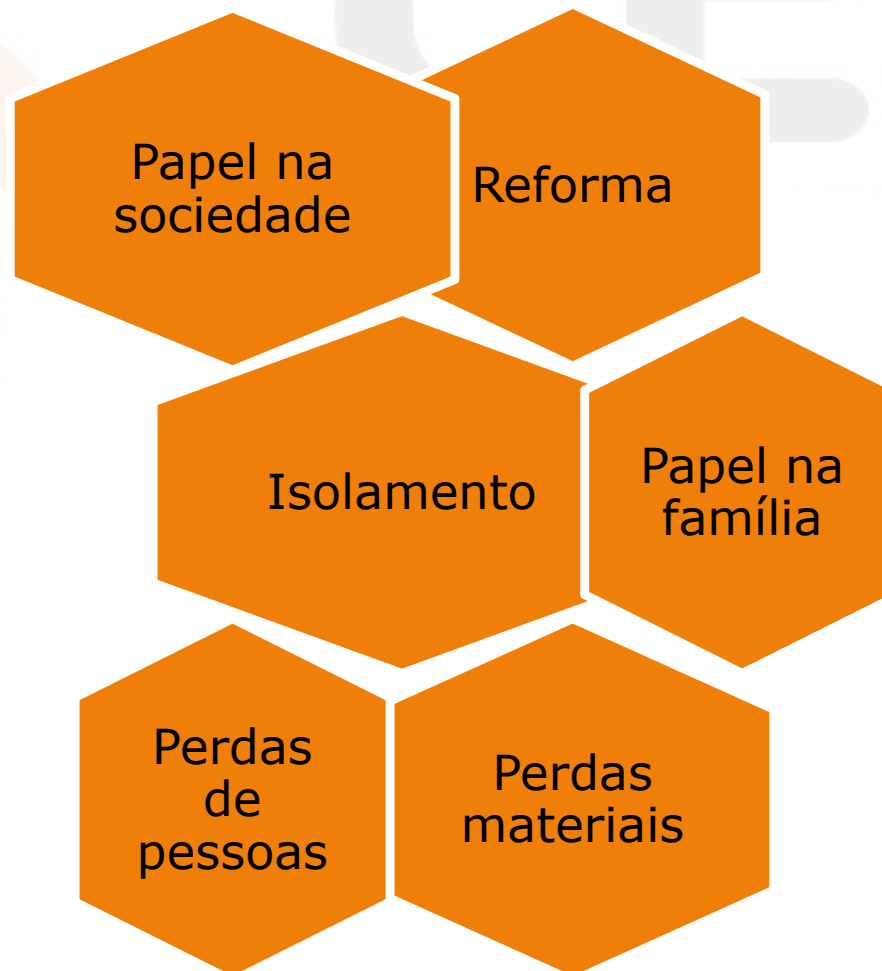 Papel na
sociedade
Reforma
Isolamento
Papel na
família
Perdas
de
pessoas
Perdas
materiais